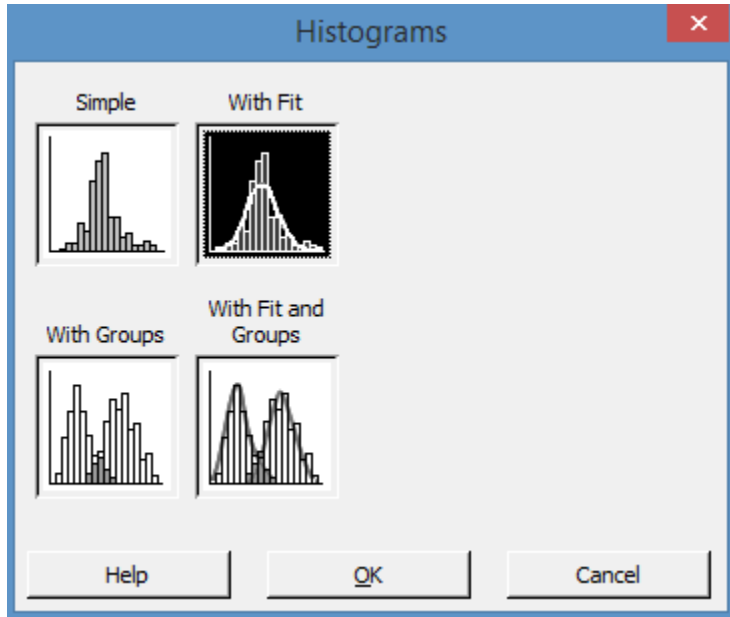 Histograms
Simple
With Fit
With Groups
With Fit and
Groups
Help
OK
Cancel